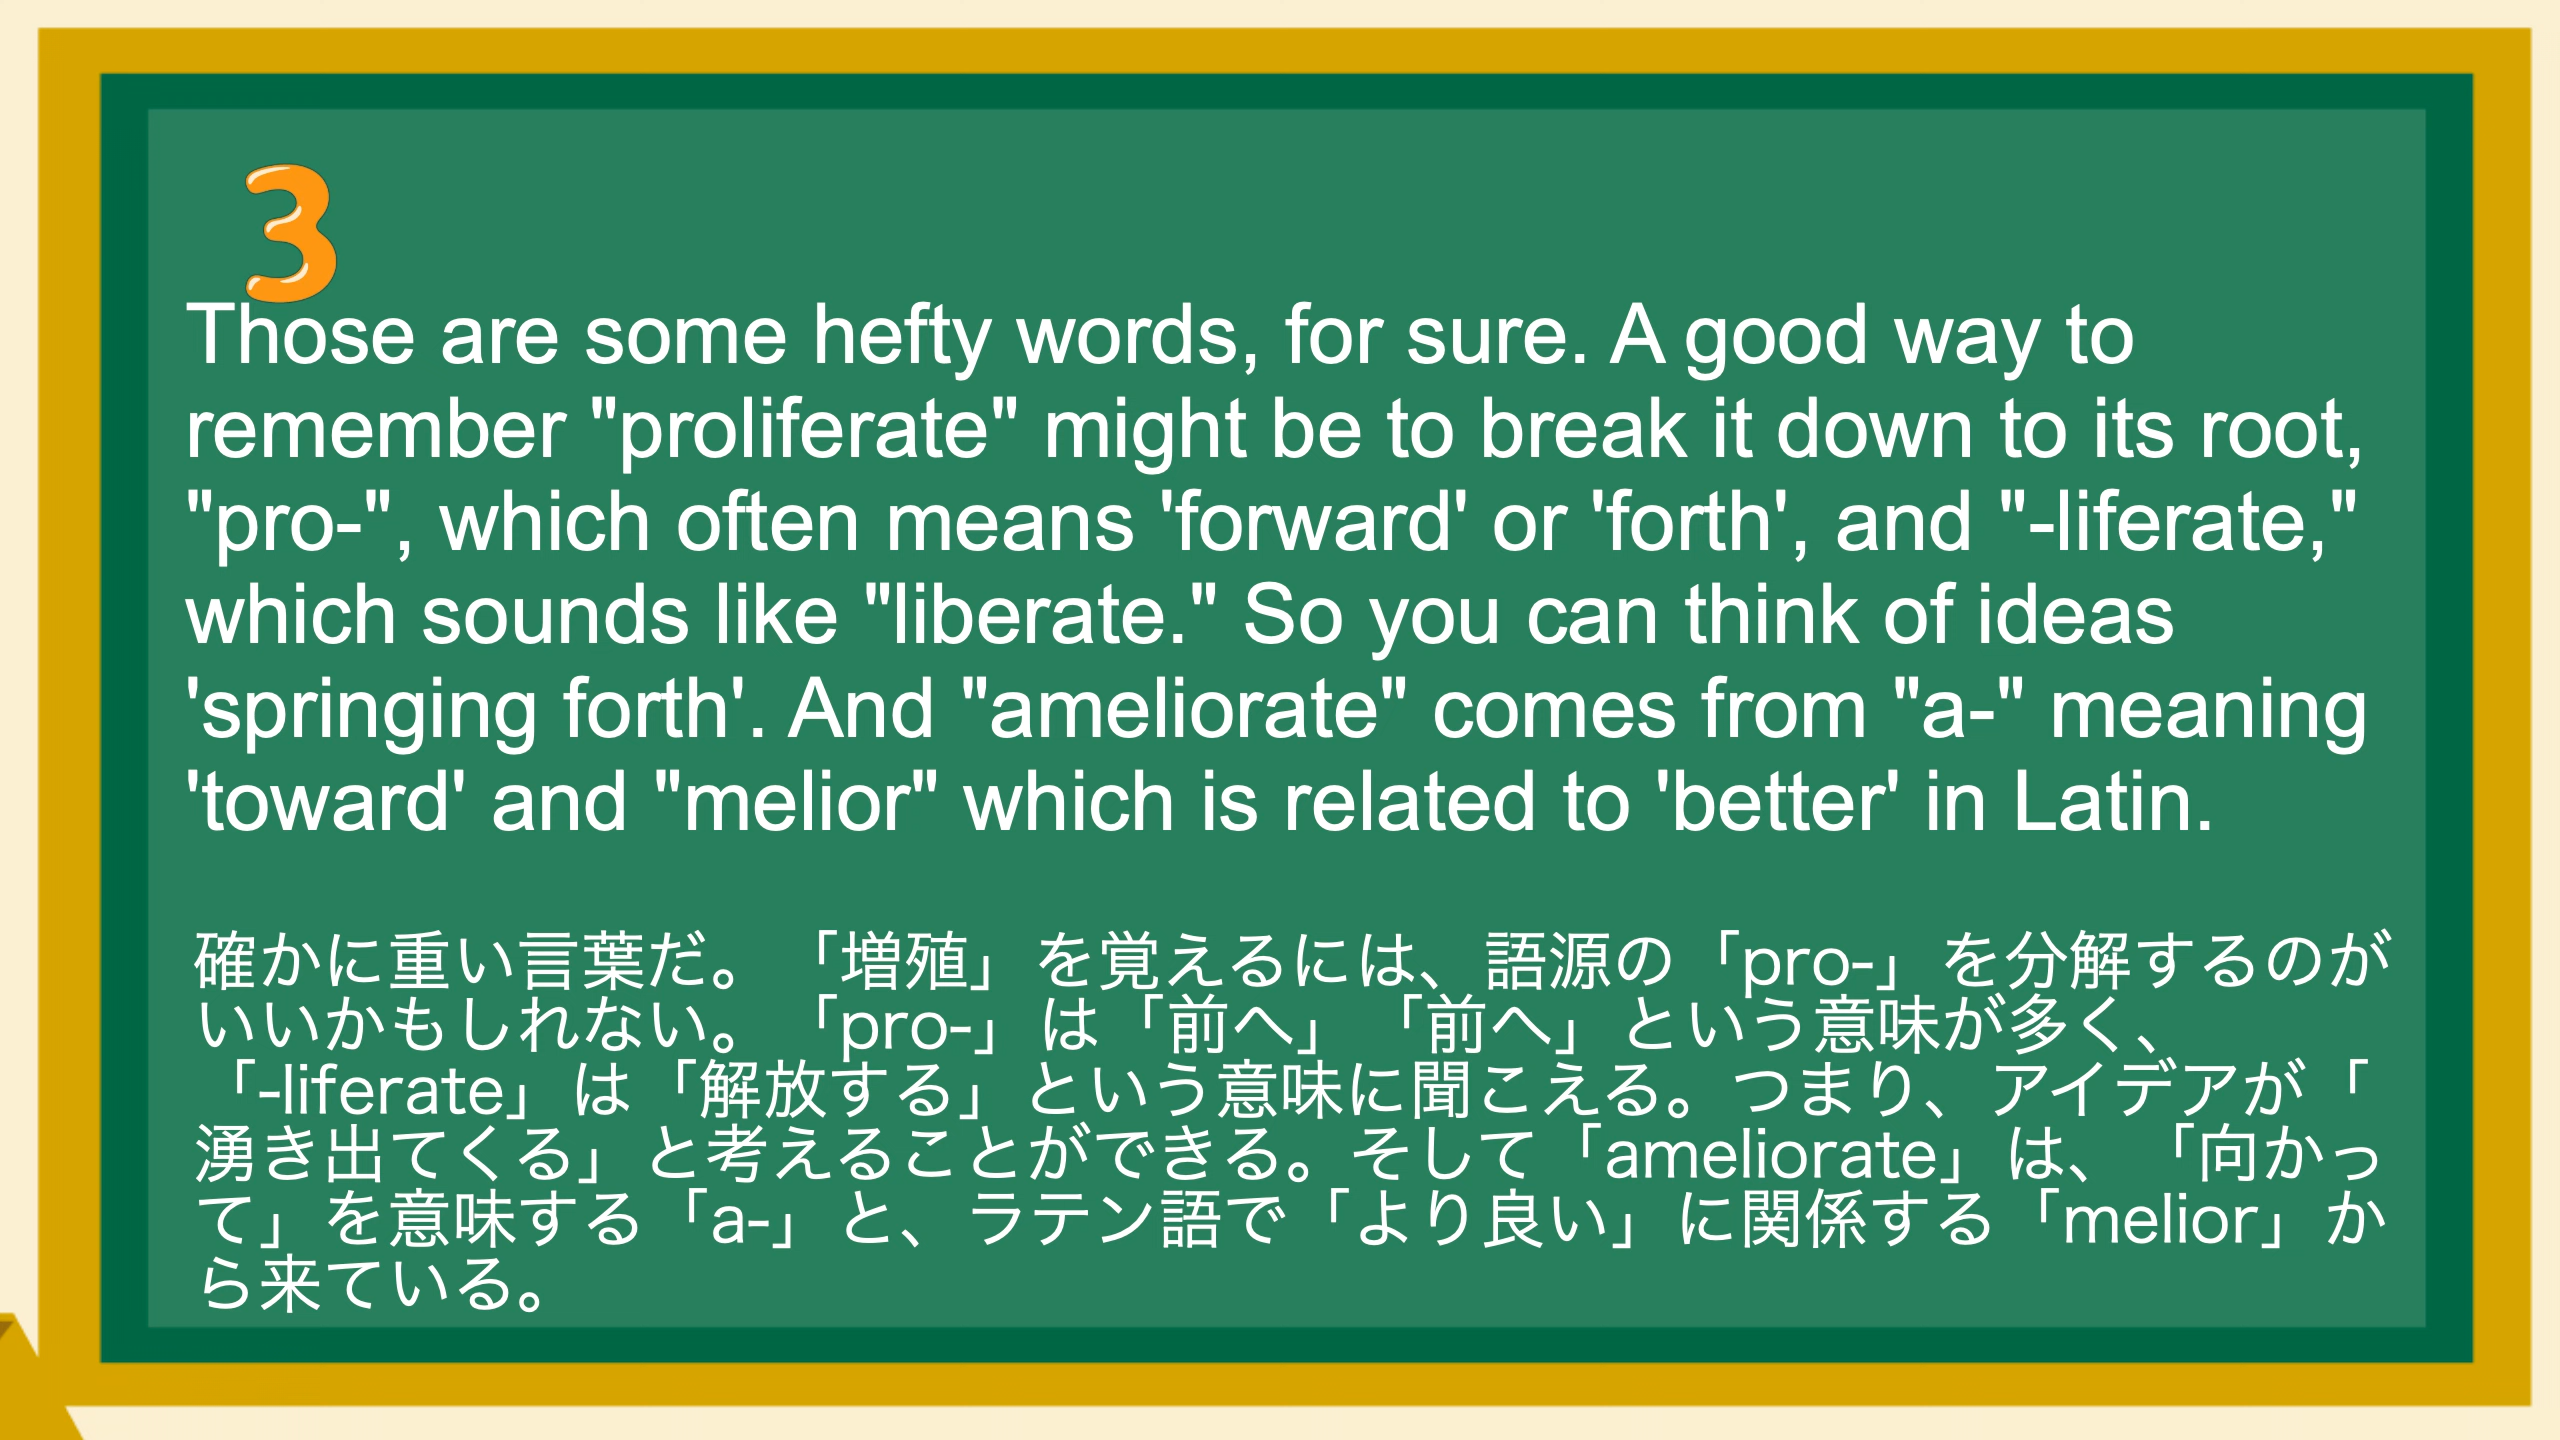 3
Those are some hefty words, for sure. A good way to
remember "proliferate" might be to break it down to its root,
"pro-", which often means 'forward' or 'forth', and "-liferate,"
which sounds like "liberate." So you can think of ideas
'springing forth'. And "ameliorate" comes from "a-" meaning
'toward' and "melior" which is related to 'better' in Latin.
確かに重い言葉だ。「増殖」を覚えるには、語源の「pro-」を分解するのが
いいかもしれない。「pro-」は「前へ」「前へ」という意味が多く、
「-liferate」は「解放する」という意味に聞こえる。つまり、アイデアが「
湧き出てくる」と考えることができる。そして「ameliorate」は、「向かっ
て」を意味する「a-」と、ラテン語で「より良い」に関係する「melior」か
ら来ている。